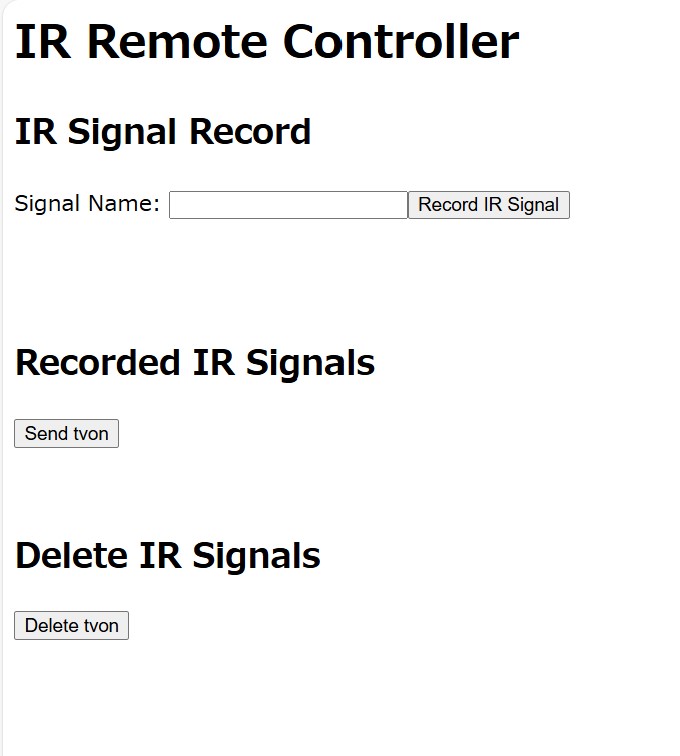 IR Remote Controller
IR Signal Record
Signal Name: Record IR Signal
Recorded IR Signals
Send tvon
Delete IR Signals
Delete tvon